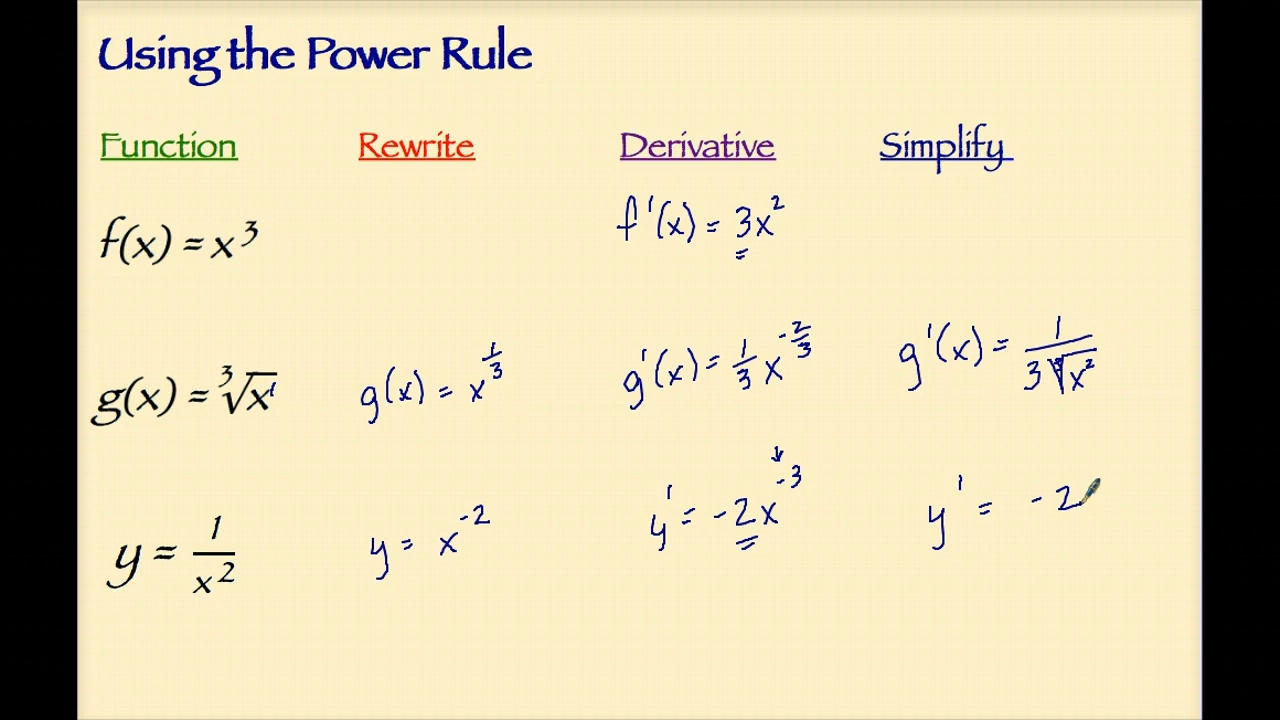 Using the Power Rule
Function Rewrite Derivative Simplify
f(x) = x³ f'(x) = 3x²
g(x) = ∛x¹ g(x) = x^(1/3) g'(x) = 1/3 x^(-2/3) g'(x) = 1/(3∛x²)
y = 1/x² y = x⁻² y' = -2x⁻³ y' = -2